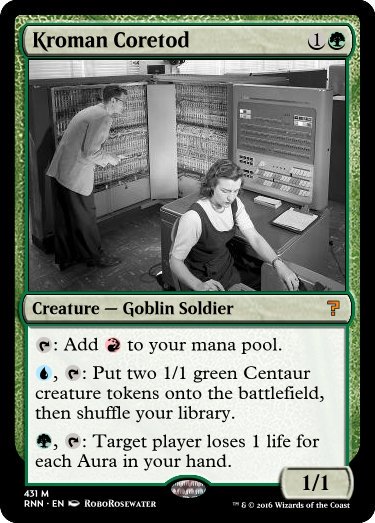 Kroman Coretod 1
Creature — Goblin Soldier
: Add to your mana pool.
, : Put two 1/1 green Centaur
creature tokens onto the battlefield,
then shuffle your library.
, : Target player loses 1 life for
each Aura in your hand.
1/1
431 M
RNN • EN RoboRosewater
™ & © 2016 Wizards of the Coast